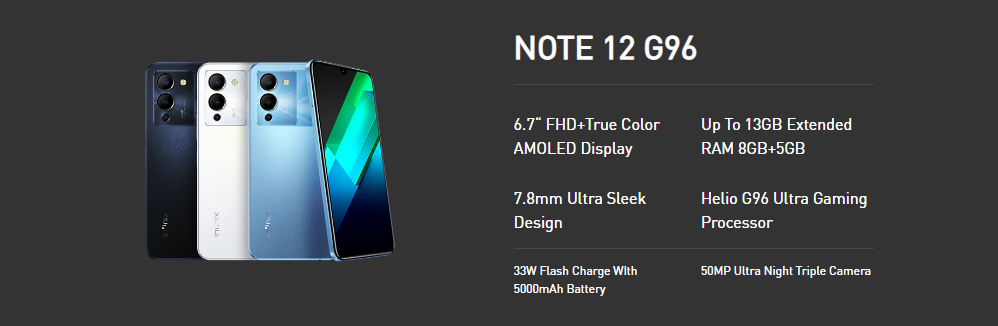 NOTE 12 G96
6.7“ FHD+True Color
AMOLED Display
Up To 13GB Extended
RAM 8GB+5GB
7.8mm Ultra Sleek
Design
Helio G96 Ultra Gaming
Processor
33W Flash Charge WIth
5000mAh Battery
50MP Ultra Night Triple Camera